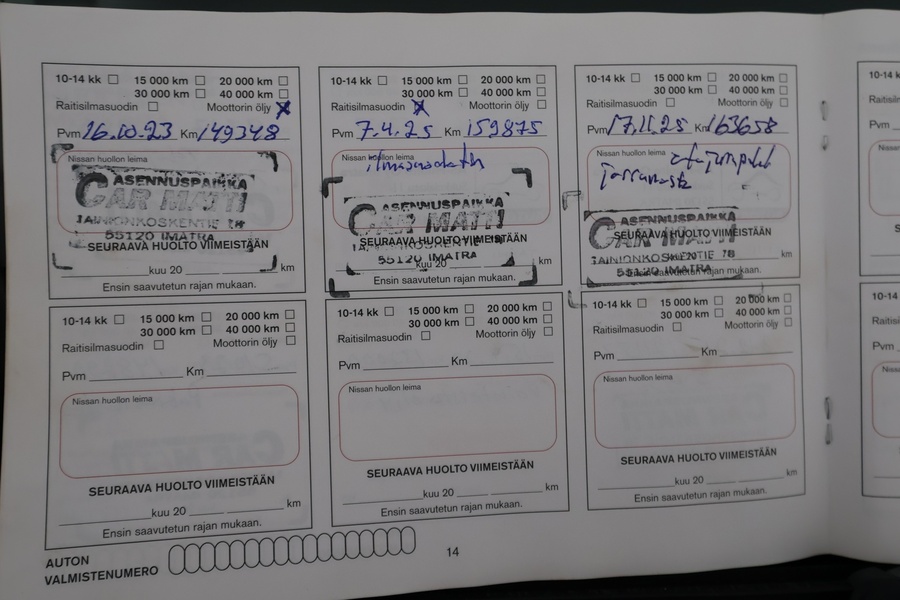 10-14 kk ☐ 15 000 km ☐ 20 000 km ☐
30 000 km ☐ 40 000 km ☐
Raitisilmasuodin ☐ Moottorin öljy ☒
Pvm 16.10.23 Km 149348
Nissan huollon leima
ASENNUSPAIKKA
CAR MATTI
TAINIONKOSKENTIE 78
55120 IMATRA
SEURAAVA HUOLTO VIIMEISTÄÄN
kuu 20 km
Ensin saavutetun rajan mukaan.
10-14 kk ☐ 15 000 km ☐ 20 000 km ☐
30 000 km ☐ 40 000 km ☐
Raitisilmasuodin ☒ Moottorin öljy ☐
Pvm 7.4.25 Km 159875
Nissan huollon leima
ASENNUSPAIKKA
CAR MATTI
55120 IMATRA
SEURAAVA HUOLTO VIIMEISTÄÄN
kuu 20 km
Ensin saavutetun rajan mukaan.
10-14 kk ☐ 15 000 km ☐ 20 000 km ☐
30 000 km ☐ 40 000 km ☐
Raitisilmasuodin ☐ Moottorin öljy ☐
Pvm 17.11.25 Km 163658
Nissan huollon leima
ASENNUSPAIKKA
CAR MATTI
TAINIONKOSKENTIE 78
55120 IMATRA
SEURAAVA HUOLTO VIIMEISTÄÄN
km
mukaan.
10-14 kk ☐ 15 000 km ☐ 20 000 km ☐
30 000 km ☐ 40 000 km ☐
Raitisilmasuodin ☐ Moottorin öljy ☐
Pvm Km
Nissan huollon leima
SEURAAVA HUOLTO VIIMEISTÄÄN
kuu 20 km
Ensin saavutetun rajan mukaan.
10-14 kk ☐ 15 000 km ☐ 20 000 km ☐
30 000 km ☐ 40 000 km ☐
Raitisilmasuodin ☐ Moottorin öljy ☐
Pvm Km
Nissan huollon leima
SEURAAVA HUOLTO VIIMEISTÄÄN
kuu 20 km
Ensin saavutetun rajan mukaan.
10-14 kk ☐ 15 000 km ☐ 20 000 km ☐
30 000 km ☐ 40 000 km ☐
Raitisilmasuodin ☐ Moottorin öljy ☐
Pvm Km
Nissan huollon leima
SEURAAVA HUOLTO VIIMEISTÄÄN
kuu 20 km
Ensin saavutetun rajan mukaan.
AUTON
VALMISTENUMERO
14